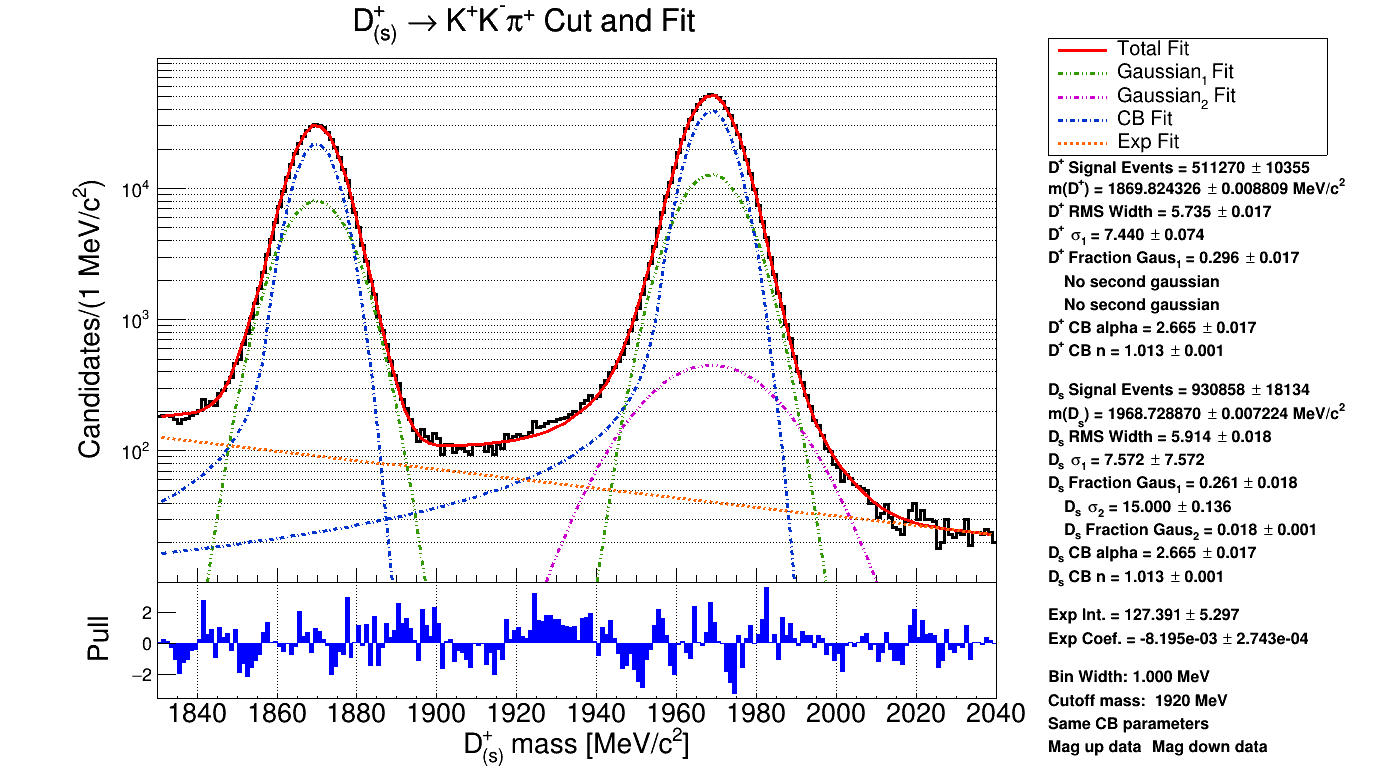 D⁺₍ₛ₎ → K⁺K⁻π⁺ Cut and Fit
Candidates/(1 MeV/c²)
10⁴
10³
10²
Pull
2
0
−2
1840 1860 1880 1900 1920 1940 1960 1980 2000 2020 2040
D⁺₍ₛ₎ mass [MeV/c²]
Total Fit
Gaussian₁ Fit
Gaussian₂ Fit
CB Fit
Exp Fit
D⁺ Signal Events = 511270 ± 10355
m(D⁺) = 1869.824326 ± 0.008809 MeV/c²
D⁺ RMS Width = 5.735 ± 0.017
D⁺ σ₁ = 7.440 ± 0.074
D⁺ Fraction Gaus₁ = 0.296 ± 0.017
No second gaussian
No second gaussian
D⁺ CB alpha = 2.665 ± 0.017
D⁺ CB n = 1.013 ± 0.001
Dₛ Signal Events = 930858 ± 18134
m(Dₛ) = 1968.728870 ± 0.007224 MeV/c²
Dₛ RMS Width = 5.914 ± 0.018
Dₛ σ₁ = 7.572 ± 7.572
Dₛ Fraction Gaus₁ = 0.261 ± 0.018
Dₛ σ₂ = 15.000 ± 0.136
Dₛ Fraction Gaus₂ = 0.018 ± 0.001
Dₛ CB alpha = 2.665 ± 0.017
Dₛ CB n = 1.013 ± 0.001
Exp Int. = 127.391 ± 5.297
Exp Coef. = -8.195e-03 ± 2.743e-04
Bin Width: 1.000 MeV
Cutoff mass: 1920 MeV
Same CB parameters
Mag up data Mag down data